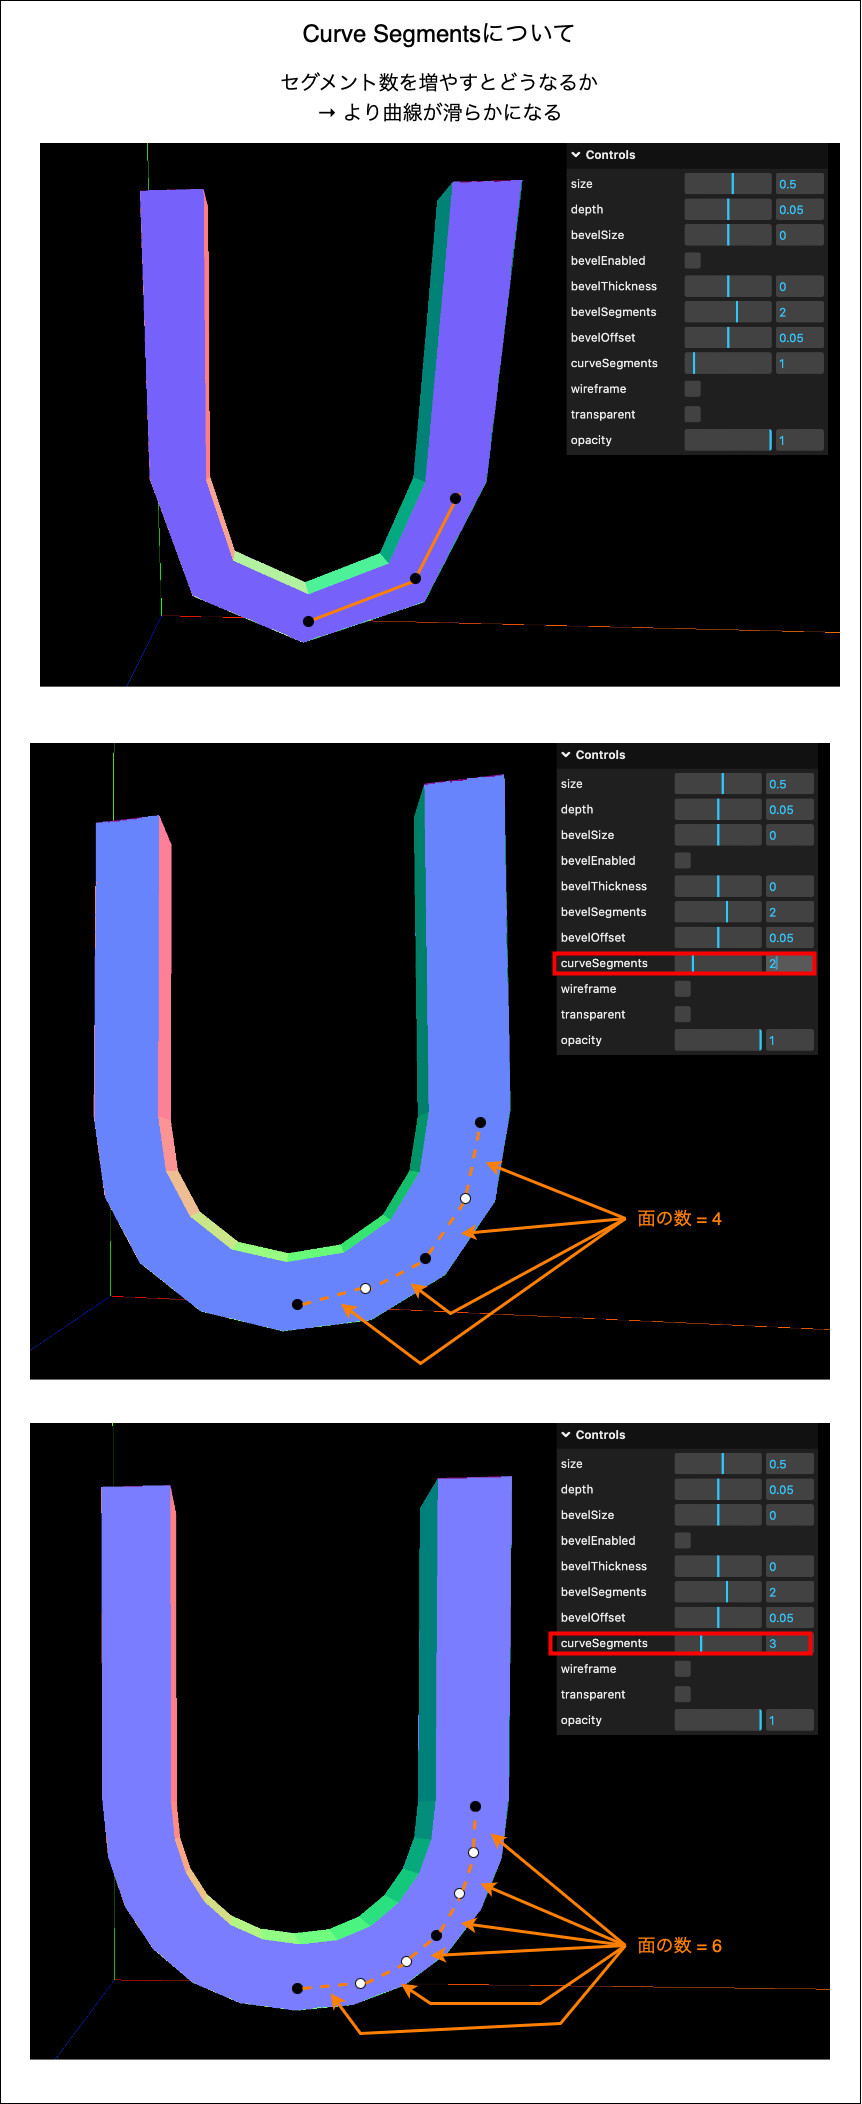 Curve Segmentsについて
セグメント数を増やすとどうなるか
→ より曲線が滑らかになる
Controls
size 0.5
depth 0.05
bevelSize 0
bevelEnabled
bevelThickness 0
bevelSegments 2
bevelOffset 0.05
curveSegments 1
wireframe
transparent
opacity 1
Controls
size 0.5
depth 0.05
bevelSize 0
bevelEnabled
bevelThickness 0
bevelSegments 2
bevelOffset 0.05
curveSegments 2
wireframe
transparent
opacity 1
面の数 = 4
Controls
size 0.5
depth 0.05
bevelSize 0
bevelEnabled
bevelThickness 0
bevelSegments 2
bevelOffset 0.05
curveSegments 3
wireframe
transparent
opacity 1
面の数 = 6